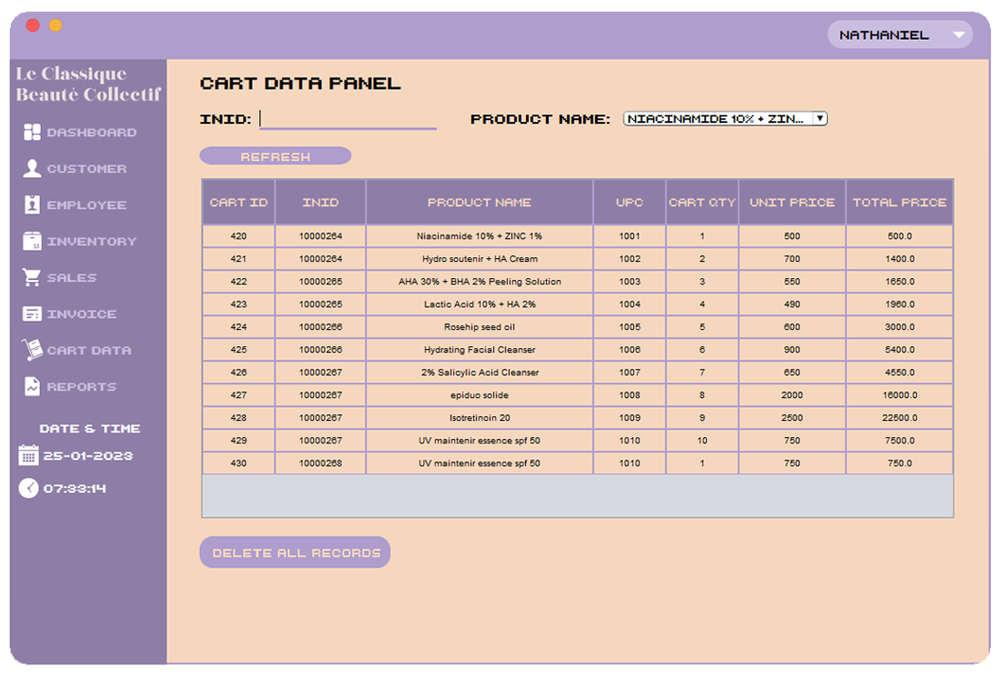 NATHANIEL
Le Classique
Beauté Collectif
DASHBOARD
CUSTOMER
EMPLOYEE
INVENTORY
SALES
INVOICE
CART DATA
REPORTS
DATE & TIME
25-01-2023
07:33:14
CART DATA PANEL
INID: PRODUCT NAME: NIACINAMIDE 10% + ZIN...
REFRESH
CART ID INID PRODUCT NAME UPC CART QTY UNIT PRICE TOTAL PRICE
420 10000264 Niacinamide 10% + ZINC 1% 1001 1 500 500.0
421 10000264 Hydro soutenir + HA Cream 1002 2 700 1400.0
422 10000265 AHA 30% + BHA 2% Peeling Solution 1003 3 550 1650.0
423 10000265 Lactic Acid 10% + HA 2% 1004 4 490 1960.0
424 10000266 Rosehip seed oil 1005 5 600 3000.0
425 10000266 Hydrating Facial Cleanser 1006 6 900 5400.0
426 10000267 2% Salicylic Acid Cleanser 1007 7 650 4550.0
427 10000267 epiduo solide 1008 8 2000 16000.0
428 10000267 Isotretinoin 20 1009 9 2500 22500.0
429 10000267 UV maintenir essence spf 50 1010 10 750 7500.0
430 10000268 UV maintenir essence spf 50 1010 1 750 750.0
DELETE ALL RECORDS